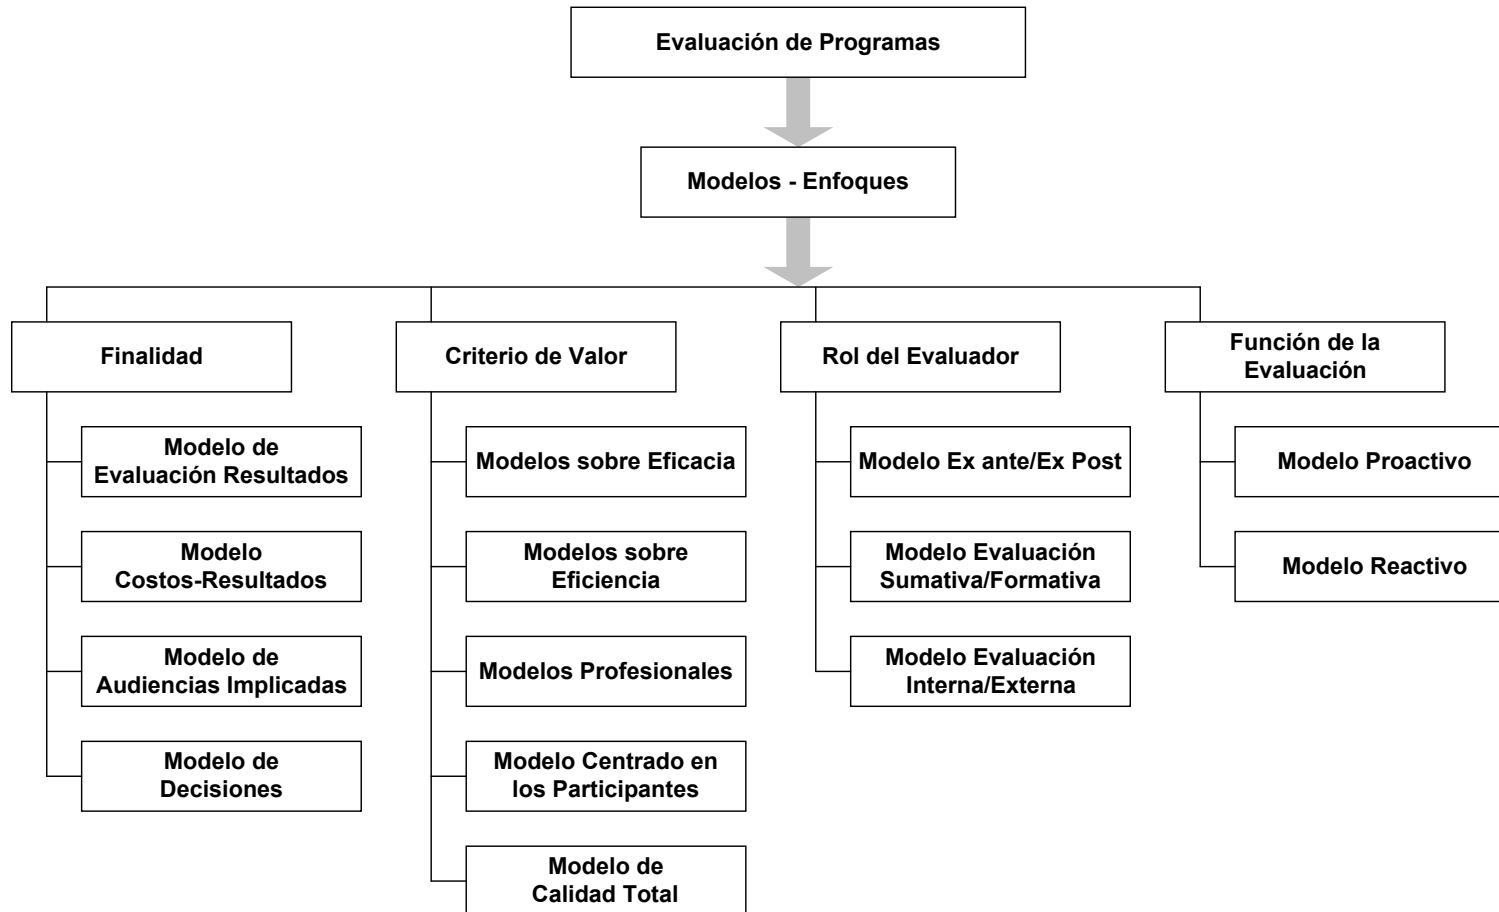 Evaluación de Programas
Modelos - Enfoques
Finalidad
Modelo de
Evaluación Resultados
Modelo
Costos-Resultados
Modelo de
Audiencias Implicadas
Modelo de
Decisiones
Criterio de Valor
Modelos sobre Eficacia
Modelos sobre
Eficiencia
Modelos Profesionales
Modelo Centrado en
los Participantes
Modelo de
Calidad Total
Rol del Evaluador
Modelo Ex ante/Ex Post
Modelo Evaluación
Sumativa/Formativa
Modelo Evaluación
Interna/Externa
Función de la
Evaluación
Modelo Proactivo
Modelo Reactivo